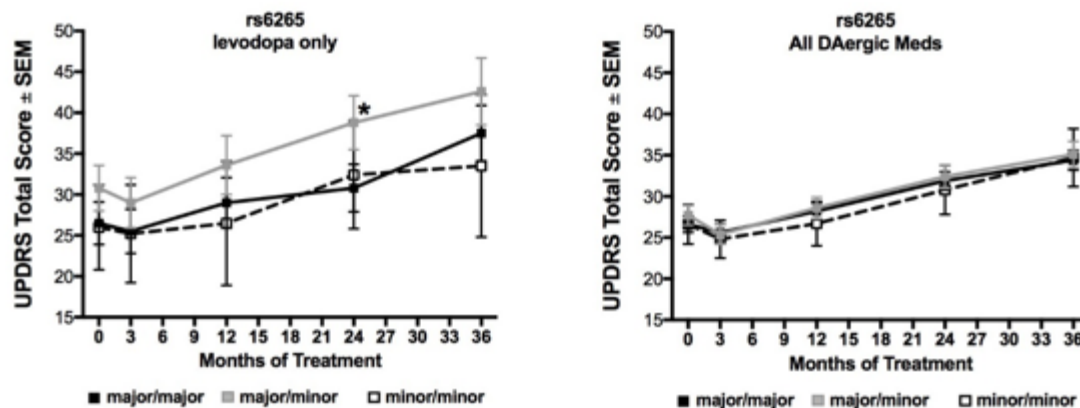 rs6265
levodopa only
UPDRS Total Score ± SEM
50
45
40
35
30
25
20
15
*
0 3 6 9 12 15 18 21 24 27 30 33 36
Months of Treatment
major/major major/minor minor/minor
rs6265
All DAergic Meds
UPDRS Total Score ± SEM
50
45
40
35
30
25
20
15
0 3 6 9 12 15 18 21 24 27 30 33 36
Months of Treatment
major/major major/minor minor/minor